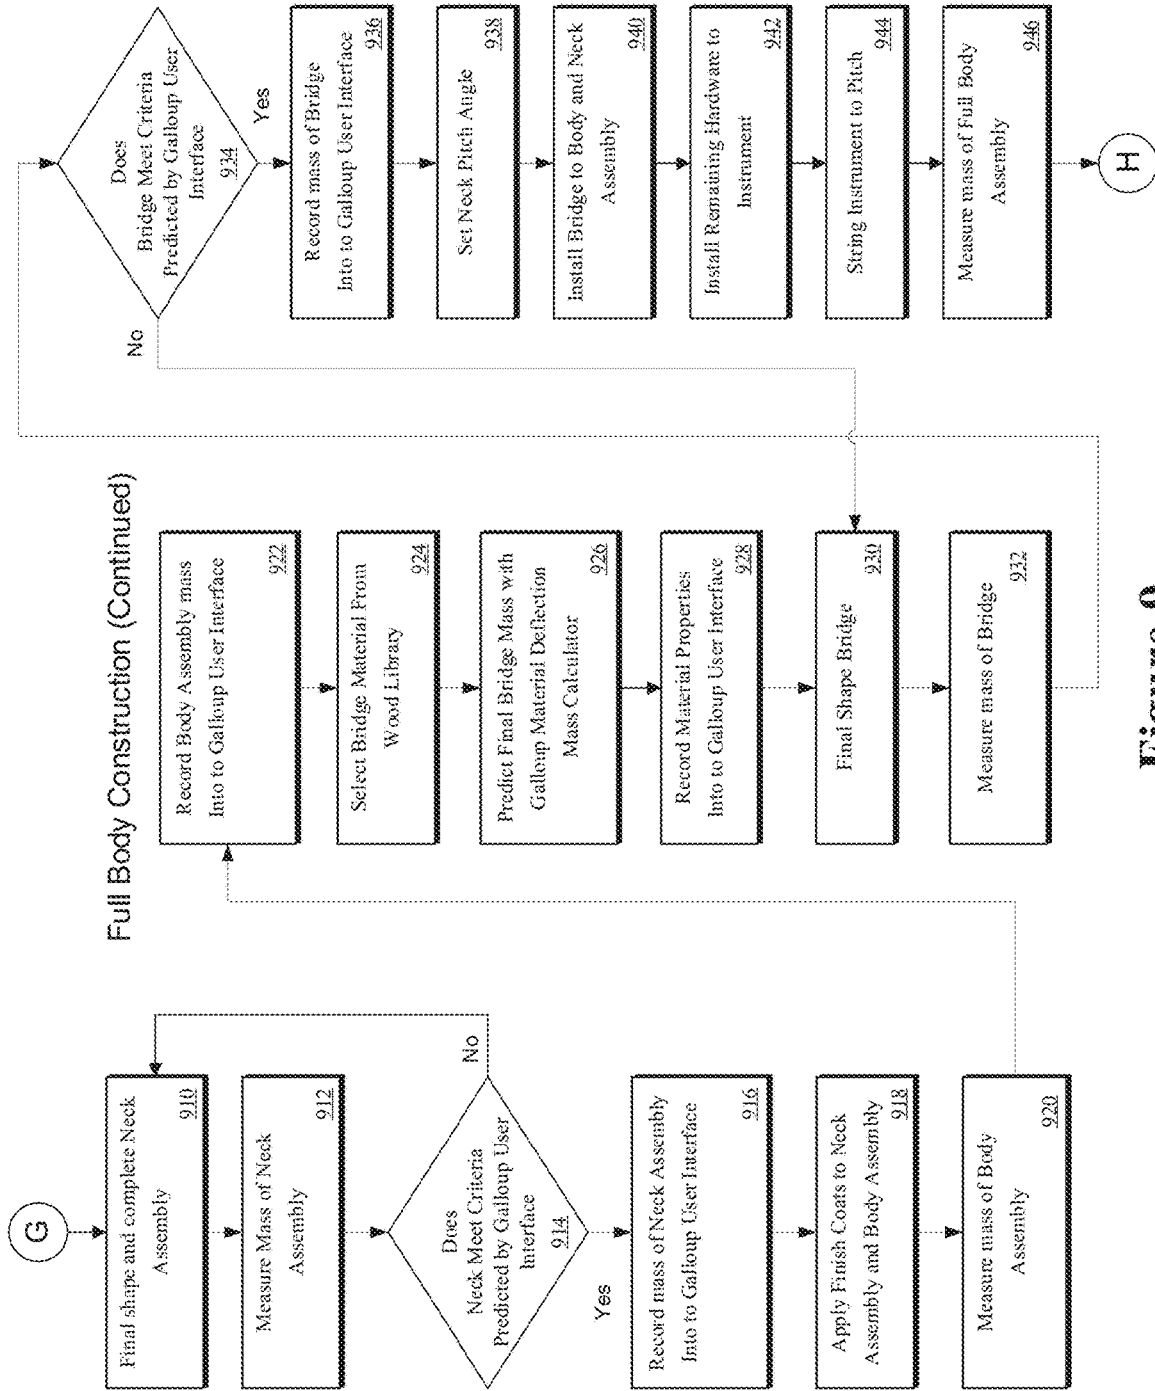 Full Body Construction (Continued)
G
Final shape and complete Neck
Assembly
910
Measure Mass of Neck
Assembly
912
Does
Neck Meet Criteria
Predicted by Galloup User
Interface
914
No
Yes
Record mass of Neck Assembly
Into to Galloup User Interface
916
Apply Finish Coats to Neck
Assembly and Body Assembly
918
Measure mass of Body
Assembly
920
Record Body Assembly mass
Into to Galloup User Interface
922
Select Bridge Material From
Wood Library
924
Predict Final Bridge Mass with
Galloup Material Deflection
Mass Calculator
926
Record Material Properties
Into to Galloup User Interface
928
Final Shape Bridge
930
Measure mass of Bridge
932
Does
Bridge Meet Criteria
Predicted by Galloup User
Interface
934
No
Yes
Record mass of Bridge
Into to Galloup User Interface
936
Set Neck Pitch Angle
938
Install Bridge to Body and Neck
Assembly
940
Install Remaining Hardware to
Instrument
942
String Instrument to Pitch
944
Measure mass of Full Body
Assembly
946
H
Figure 9